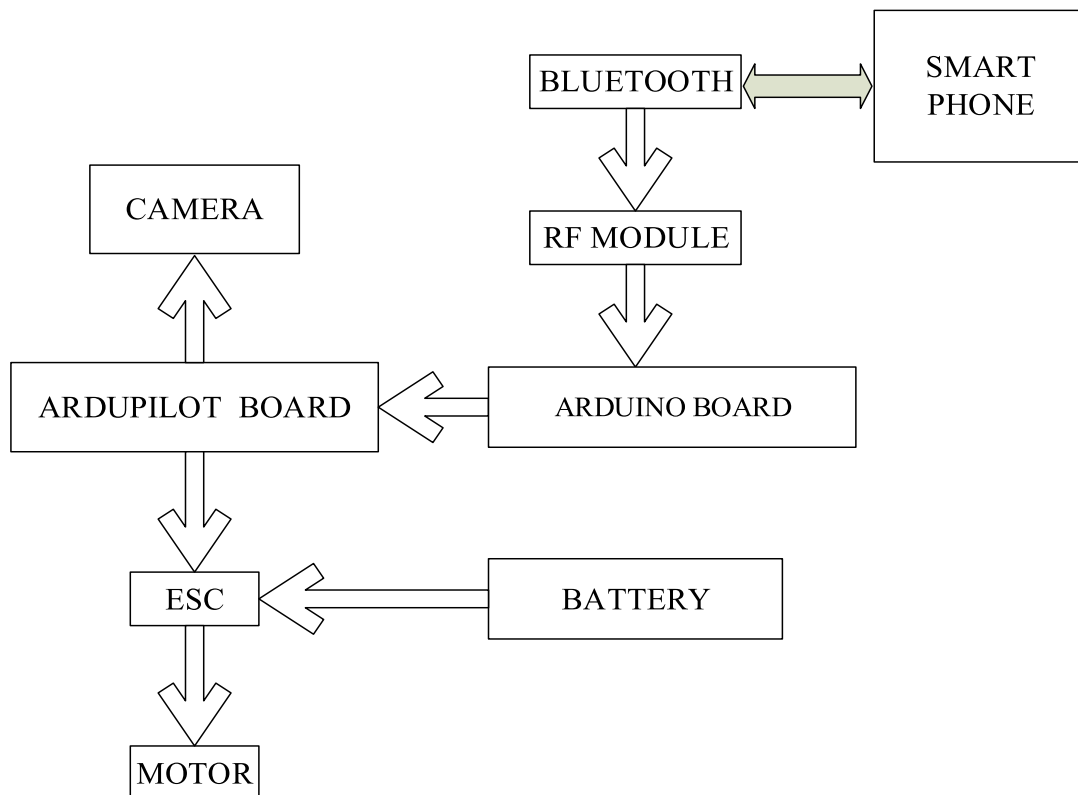 BLUETOOTH
SMART
PHONE
CAMERA
RF MODULE
ARDUPILOT BOARD
ARDUINO BOARD
ESC
BATTERY
MOTOR